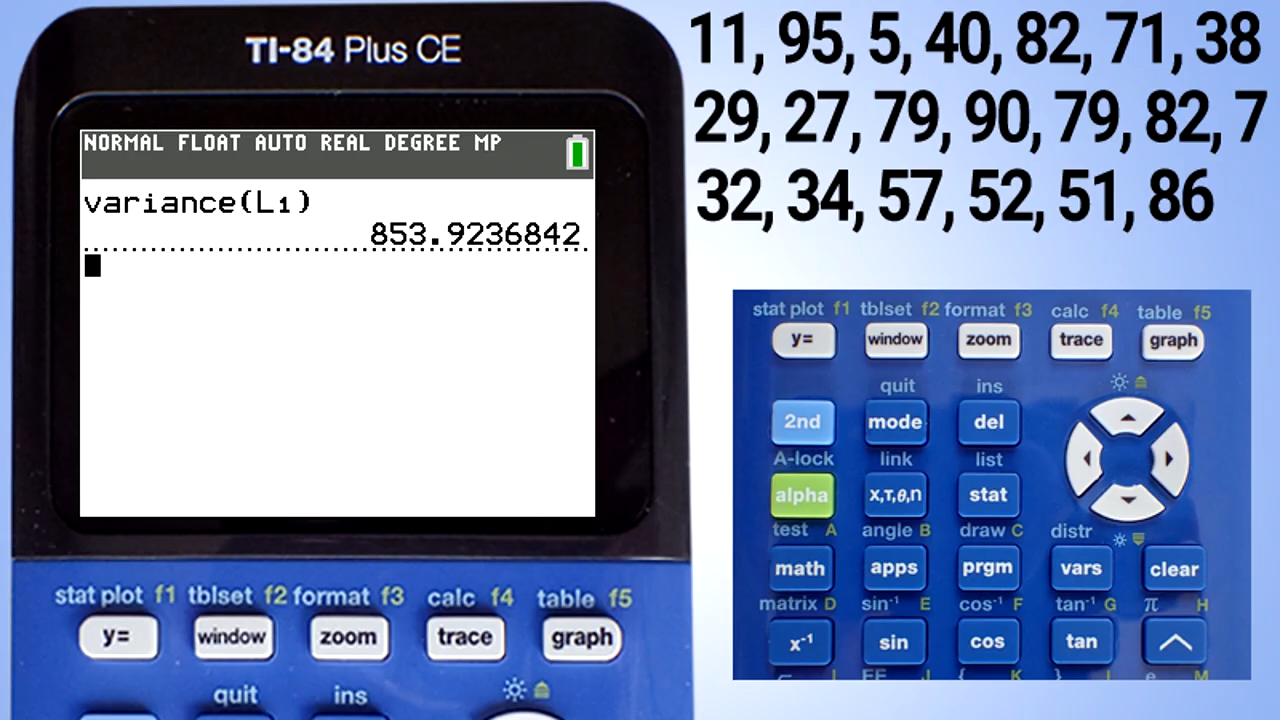 TI-84 Plus CE
NORMAL FLOAT AUTO REAL DEGREE MP
variance(L₁)
853.9236842
stat plot f1 tblset f2 format f3 calc f4 table f5
y= window zoom trace graph
quit ins
11, 95, 5, 40, 82, 71, 38
29, 27, 79, 90, 79, 82, 7
32, 34, 57, 52, 51, 86
stat plot f1 tblset f2 format f3 calc f4 table f5
y= window zoom trace graph
quit ins
2nd mode del
A-lock link list
alpha x,T,θ,n stat
test A angle B draw C distr
math apps prgm vars clear
matrix D sin⁻¹ E cos⁻¹ F tan⁻¹ G π H
x⁻¹ sin cos tan ^